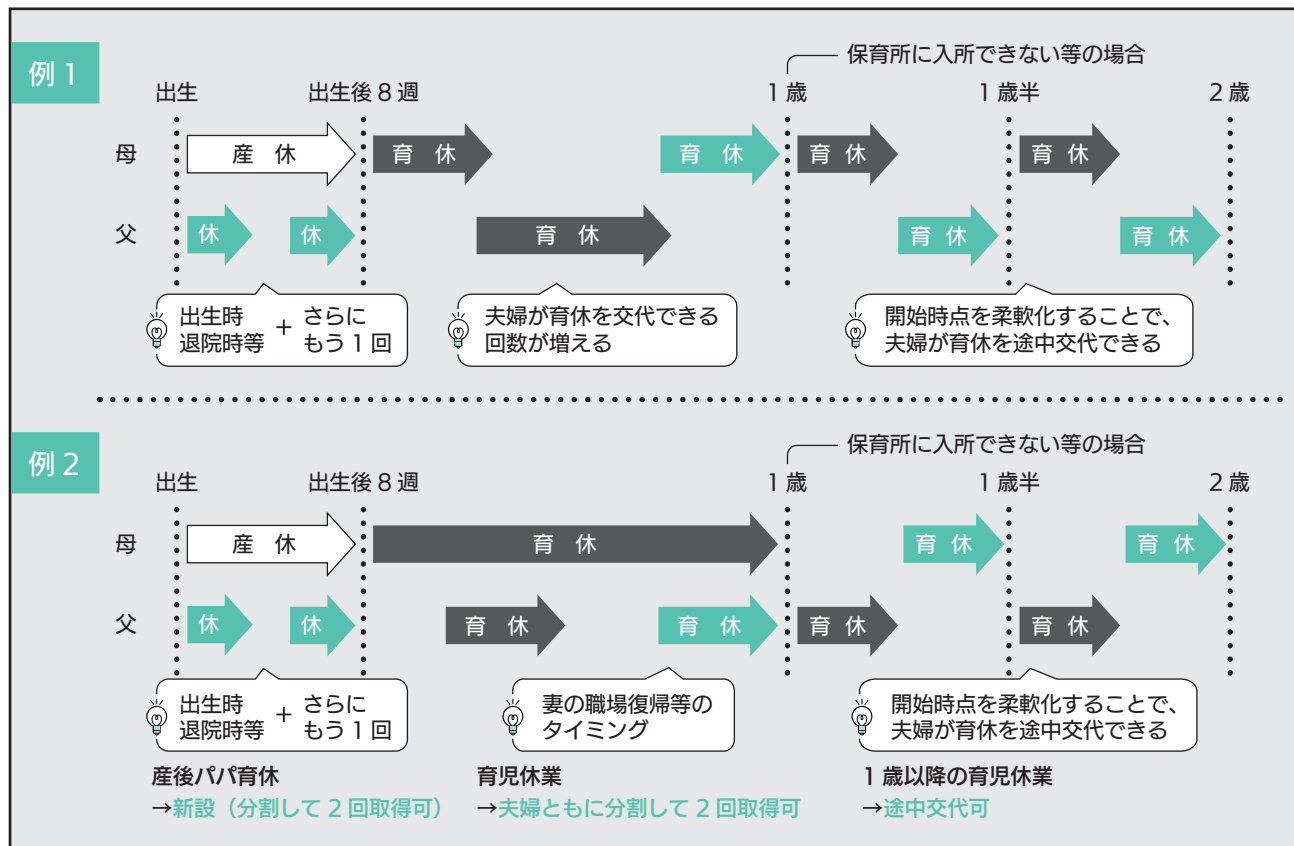 例 1
保育所に入所できない等の場合
出生 出生後 8 週 1 歳 1 歳半 2 歳
母 産 休 育 休 育 休 育 休 育 休
父 休 休 育 休 育 休 育 休
出生時
退院時等
＋
さらに
もう 1 回
夫婦が育休を交代できる
回数が増える
開始時点を柔軟化することで、
夫婦が育休を途中交代できる
例 2
保育所に入所できない等の場合
出生 出生後 8 週 1 歳 1 歳半 2 歳
母 産 休 育 休 育 休 育 休
父 休 休 育 休 育 休 育 休 育 休
出生時
退院時等
＋
さらに
もう 1 回
妻の職場復帰等の
タイミング
開始時点を柔軟化することで、
夫婦が育休を途中交代できる
産後パパ育休
→新設（分割して 2 回取得可）
育児休業
→夫婦ともに分割して 2 回取得可
1 歳以降の育児休業
→途中交代可